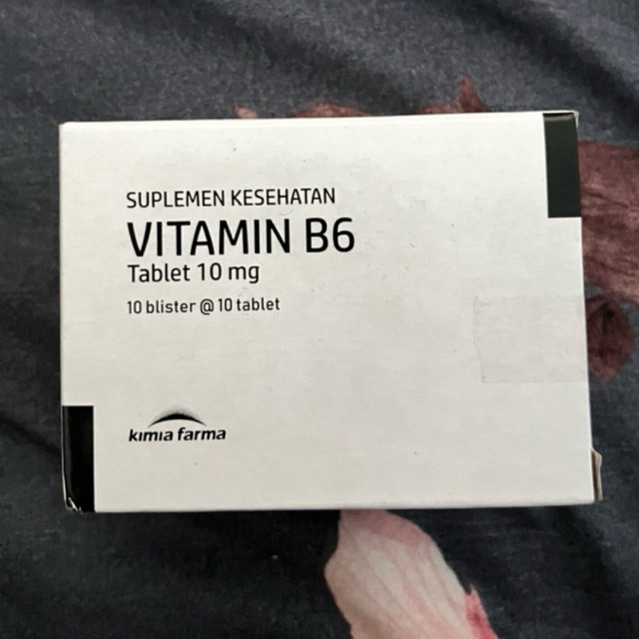 SUPLEMEN KESEHATAN
VITAMIN B6
Tablet 10 mg
10 blister @ 10 tablet
kimia farma